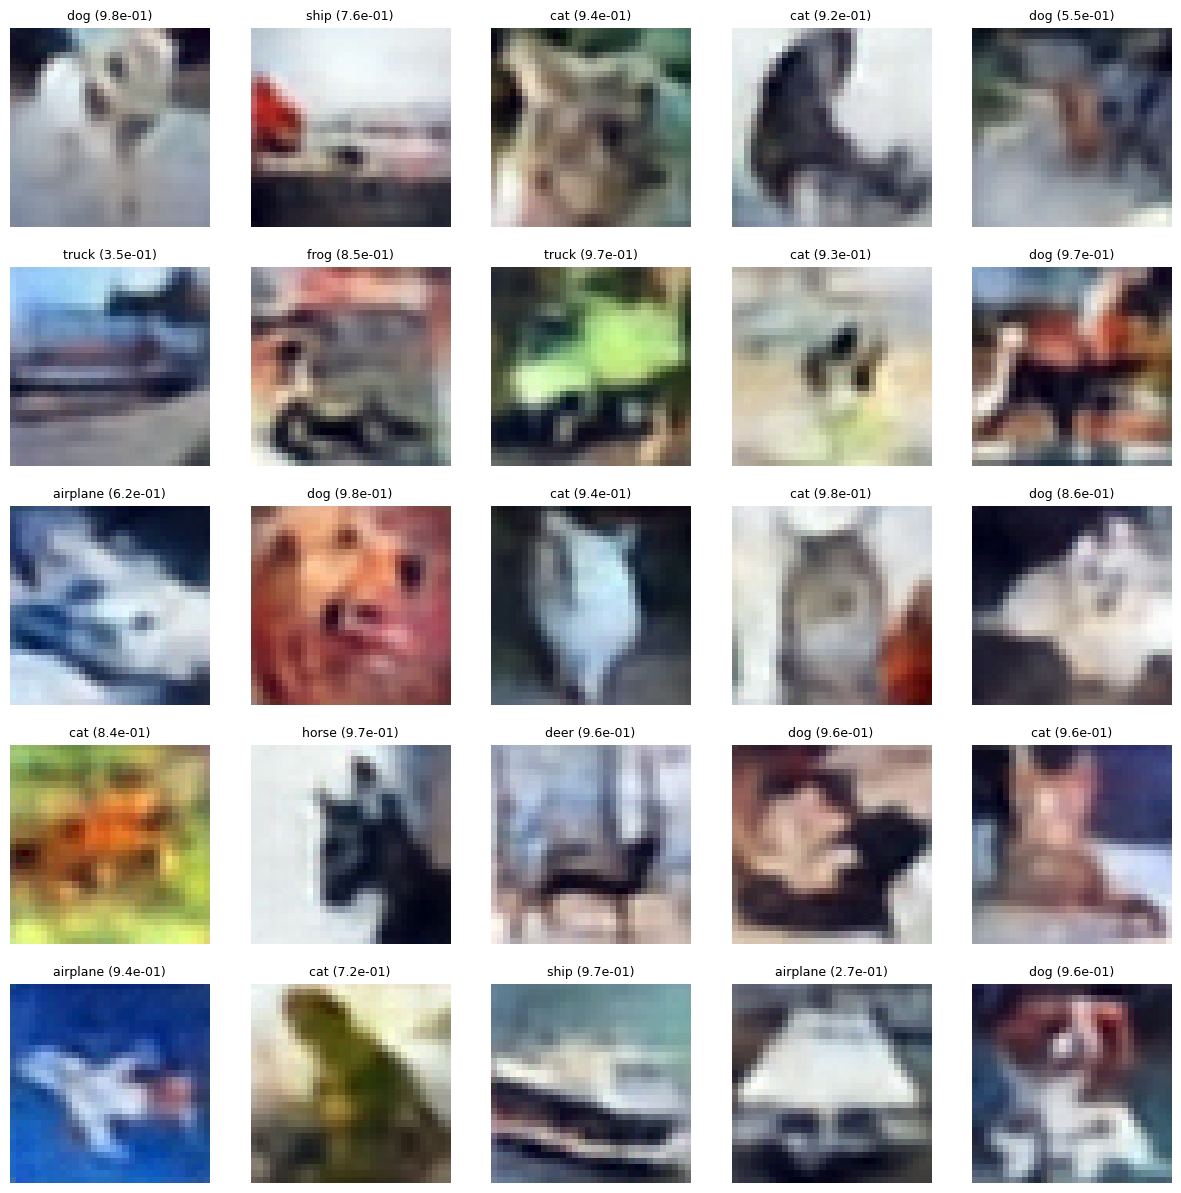 dog (9.8e-01) ship (7.6e-01) cat (9.4e-01) cat (9.2e-01) dog (5.5e-01)
truck (3.5e-01) frog (8.5e-01) truck (9.7e-01) cat (9.3e-01) dog (9.7e-01)
airplane (6.2e-01) dog (9.8e-01) cat (9.4e-01) cat (9.8e-01) dog (8.6e-01)
cat (8.4e-01) horse (9.7e-01) deer (9.6e-01) dog (9.6e-01) cat (9.6e-01)
airplane (9.4e-01) cat (7.2e-01) ship (9.7e-01) airplane (2.7e-01) dog (9.6e-01)